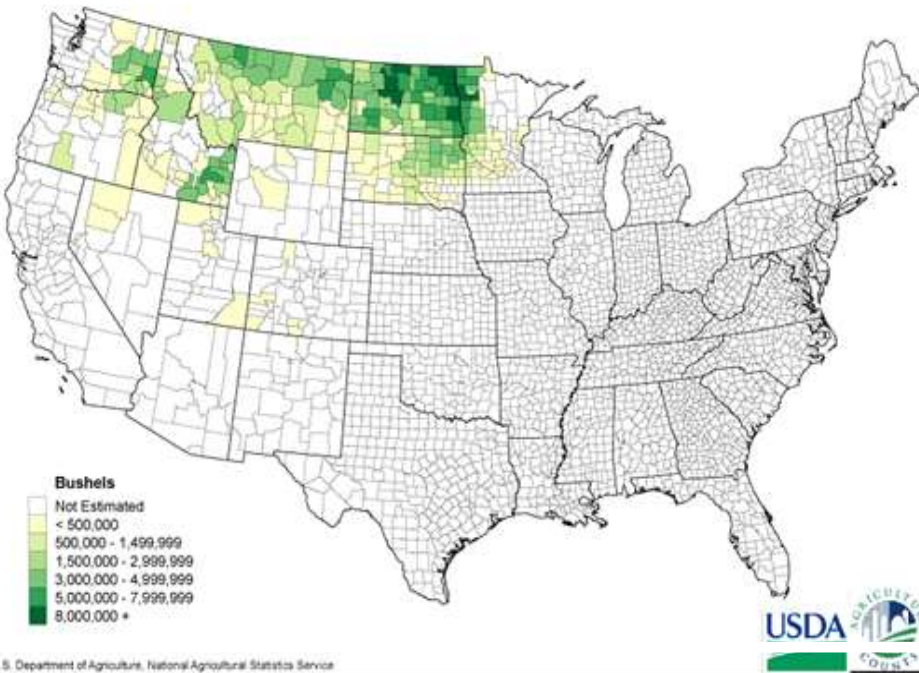 Bushels
Not Estimated
< 500,000
500,000 - 1,499,999
1,500,000 - 2,999,999
3,000,000 - 4,999,999
5,000,000 - 7,999,999
8,000,000 +
USDA
AGRICULTUR
COUNTS
.S. Department of Agriculture, National Agricultural Statistics Service